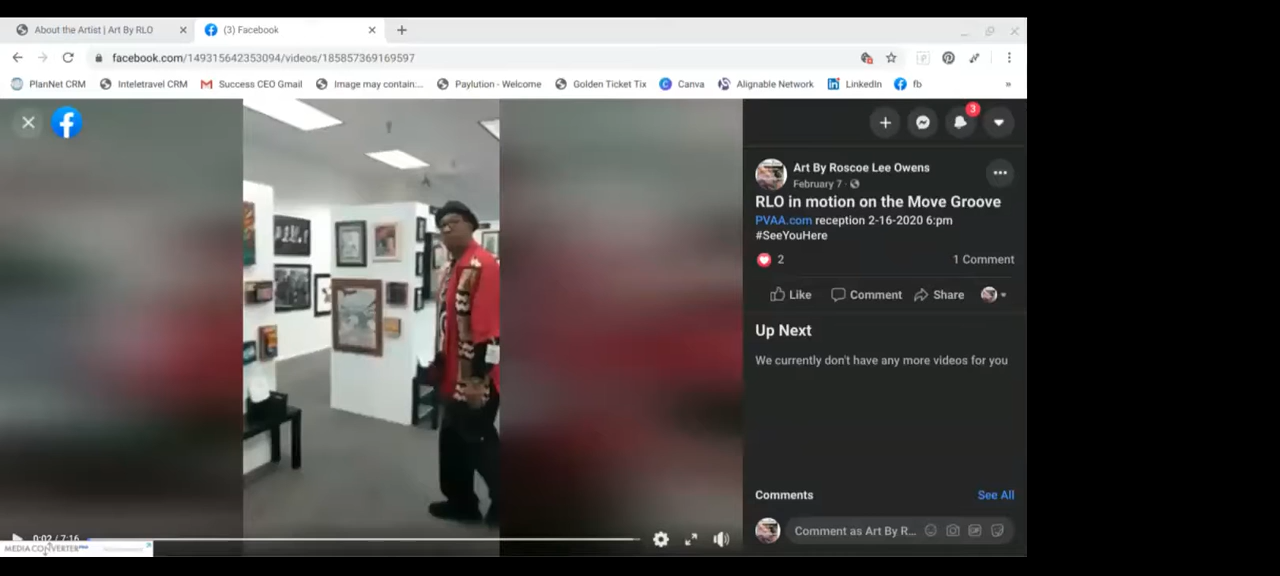 About the Artist | Art By RLO
(3) Facebook
facebook.com/149315642353094/videos/185857369169597
PlanNet CRM
Inteletravel CRM
Success CEO Gmail
Image may contain:...
Paylution - Welcome
Golden Ticket Tix
Canva
Alignable Network
LinkedIn
fb
»
3
Art By Roscoe Lee Owens
February 7 ·
RLO in motion on the Move Groove
PVAA.com reception 2-16-2020 6:pm
#SeeYouHere
2
1 Comment
Like
Comment
Share
Up Next
We currently don't have any more videos for you
Comments
See All
Comment as Art By R...
0:02 / 7:16
MEDIACONVERTER